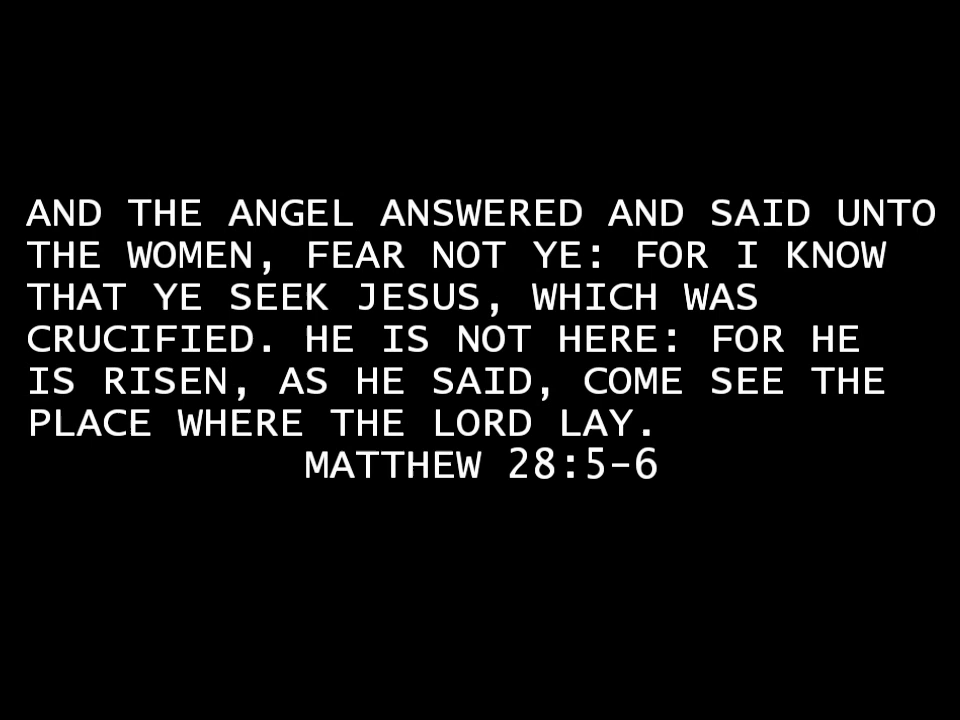 AND THE ANGEL ANSWERED AND SAID UNTO
THE WOMEN, FEAR NOT YE: FOR I KNOW
THAT YE SEEK JESUS, WHICH WAS
CRUCIFIED. HE IS NOT HERE: FOR HE
IS RISEN, AS HE SAID, COME SEE THE
PLACE WHERE THE LORD LAY.
MATTHEW 28:5-6